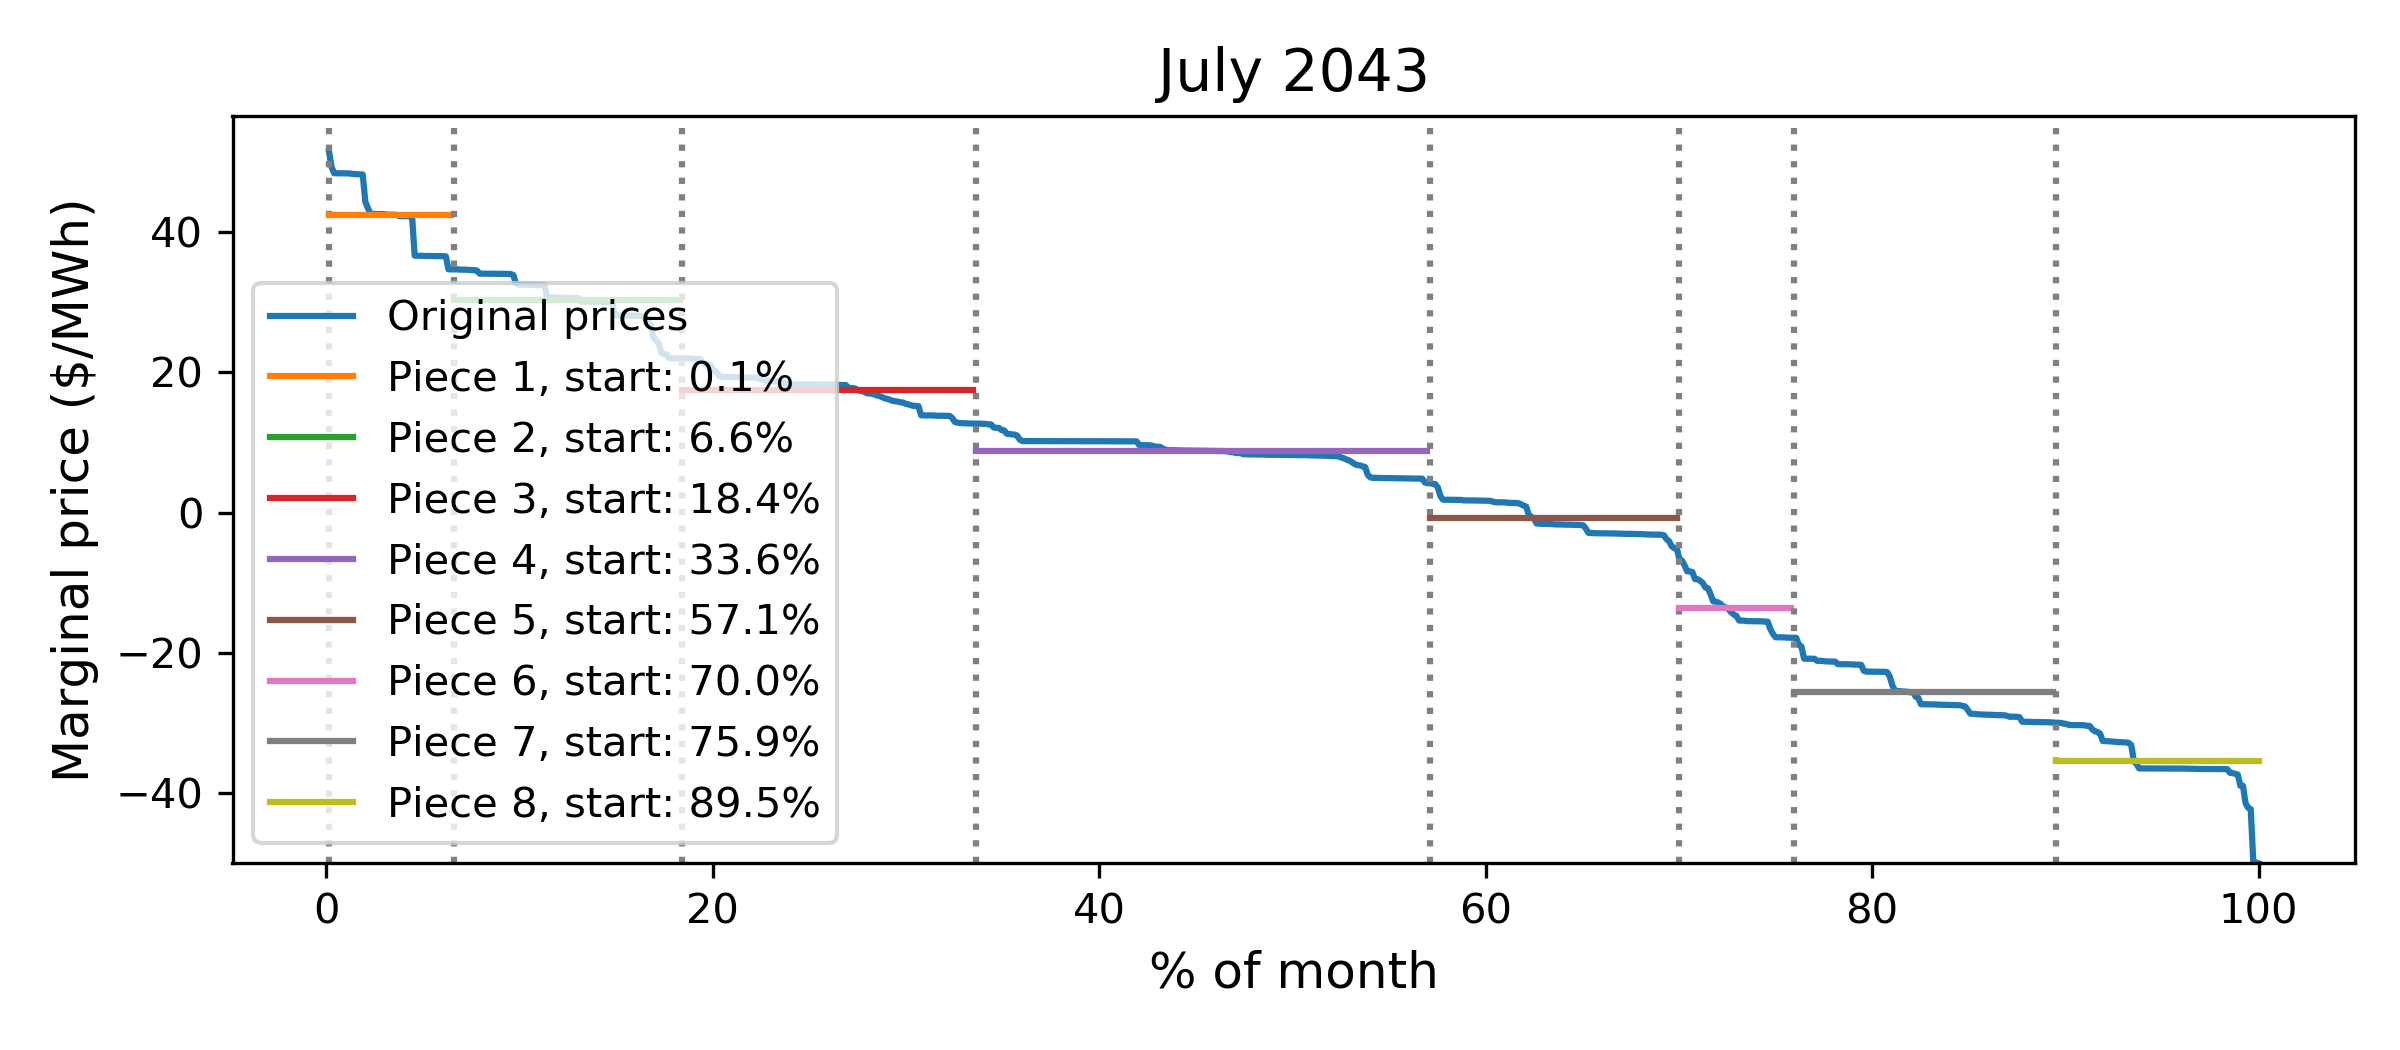 July 2043
Marginal price ($/MWh)
40
20
0
−20
−40
Original prices
Piece 1, start: 0.1%
Piece 2, start: 6.6%
Piece 3, start: 18.4%
Piece 4, start: 33.6%
Piece 5, start: 57.1%
Piece 6, start: 70.0%
Piece 7, start: 75.9%
Piece 8, start: 89.5%
0
20
40
60
80
100
% of month